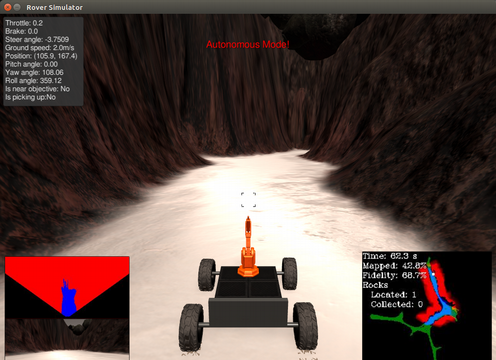 Rover Simulator
Throttle: 0.2
Brake: 0.0
Steer angle: -3.7509
Ground speed: 2.0m/s
Position: (105.9, 167.4)
Pitch angle: 0.00
Yaw angle: 108.06
Roll angle: 359.12
Is near objective: No
Is picking up:No
Autonomous Mode!
Time: 62.3 s
Mapped: 42.8%
Fidelity: 68.7%
Rocks
Located: 1
Collected: 0